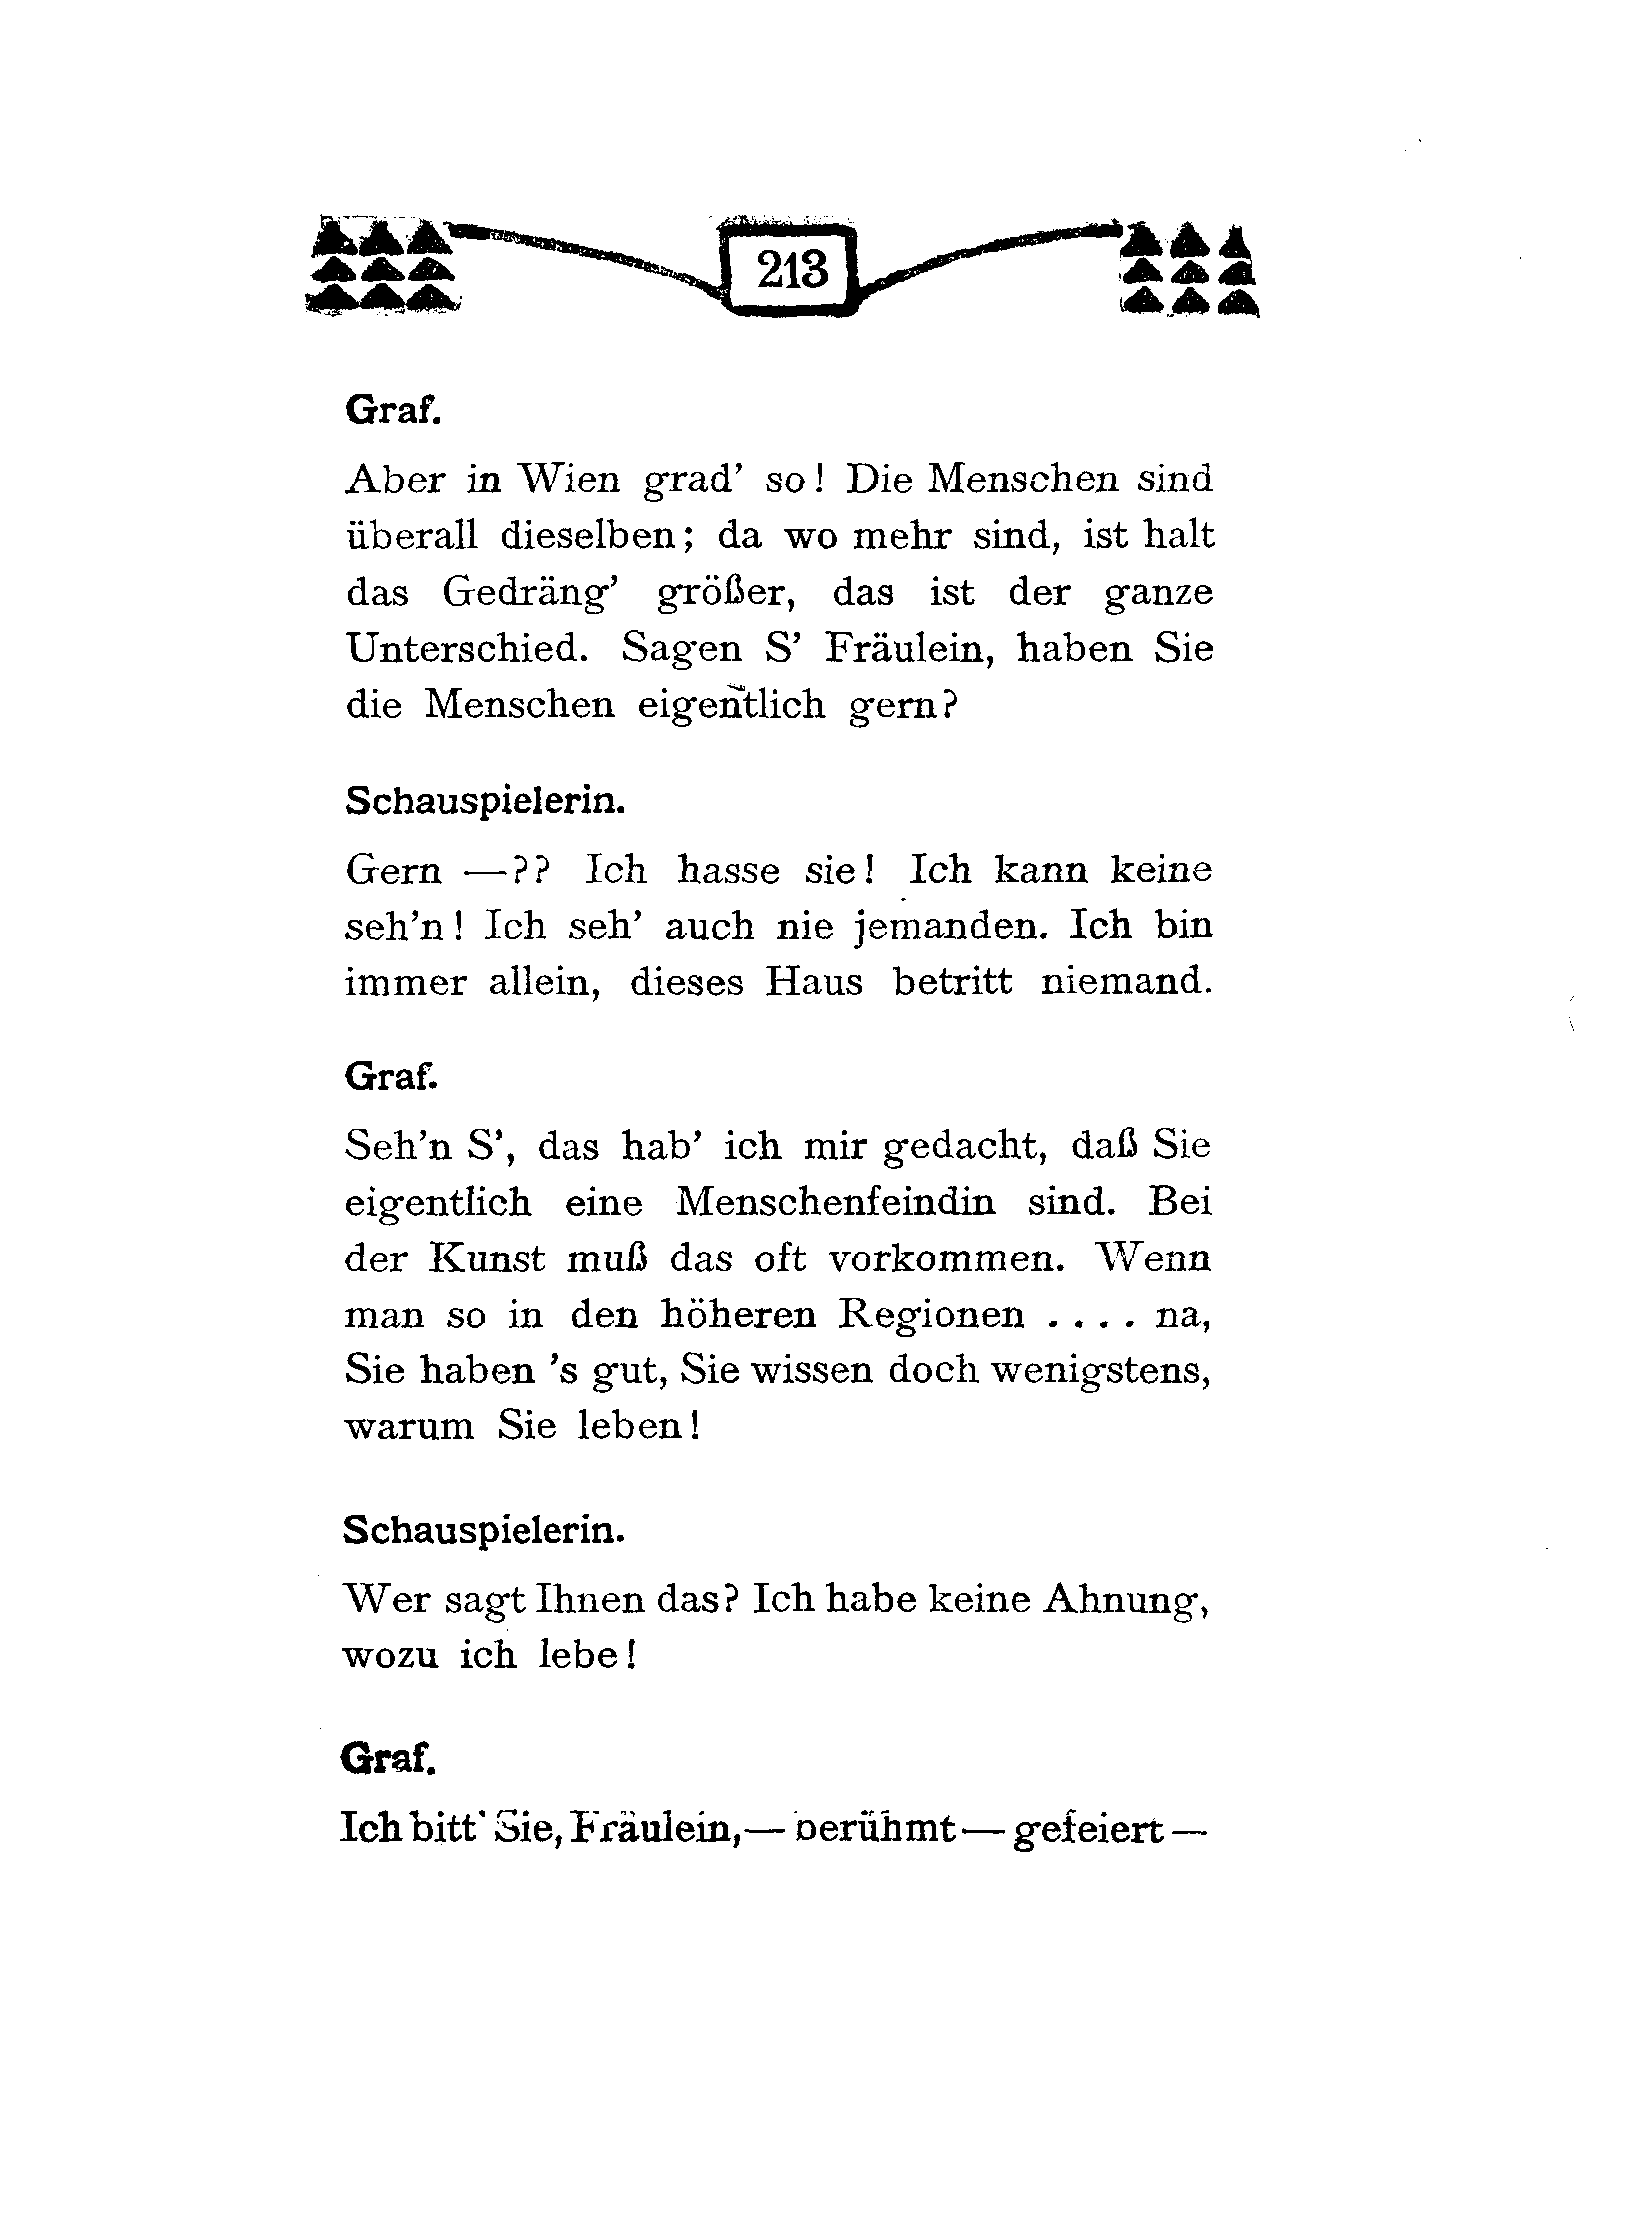 213
Graf.
Aber in Wien grad’ so! Die Menschen sind
überall dieselben; da wo mehr sind, ist halt
das Gedräng’ größer, das ist der ganze
Unterschied. Sagen S’ Fräulein, haben Sie
die Menschen eigentlich gern?
Schauspielerin.
Gern —?? Ich hasse sie! Ich kann keine
seh’n! Ich seh’ auch nie jemanden. Ich bin
immer allein, dieses Haus betritt niemand.
Graf.
Seh’n S’, das hab’ ich mir gedacht, daß Sie
eigentlich eine Menschenfeindin sind. Bei
der Kunst muß das oft vorkommen. Wenn
man so in den höheren Regionen .... na,
Sie haben ’s gut, Sie wissen doch wenigstens,
warum Sie leben!
Schauspielerin.
Wer sagt Ihnen das? Ich habe keine Ahnung,
wozu ich lebe!
Graf.
Ich bitt’ Sie, Fräulein, — berühmt — gefeiert —